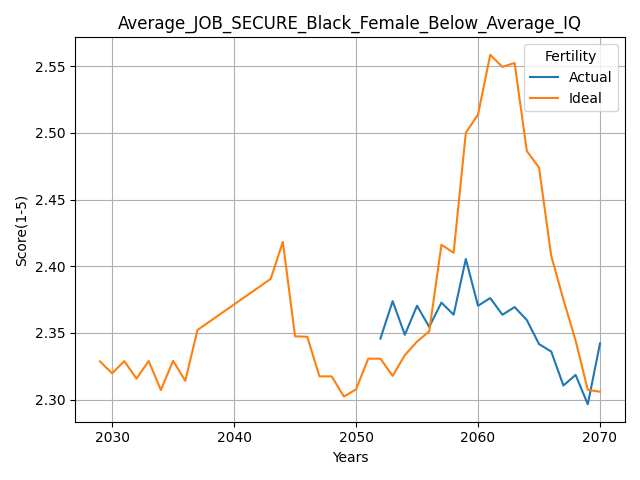 Average_JOB_SECURE_Black_Female_Below_Average_IQ
Fertility
Actual
Ideal
Score(1-5)
2.55
2.50
2.45
2.40
2.35
2.30
2030 2040 2050 2060 2070
Years